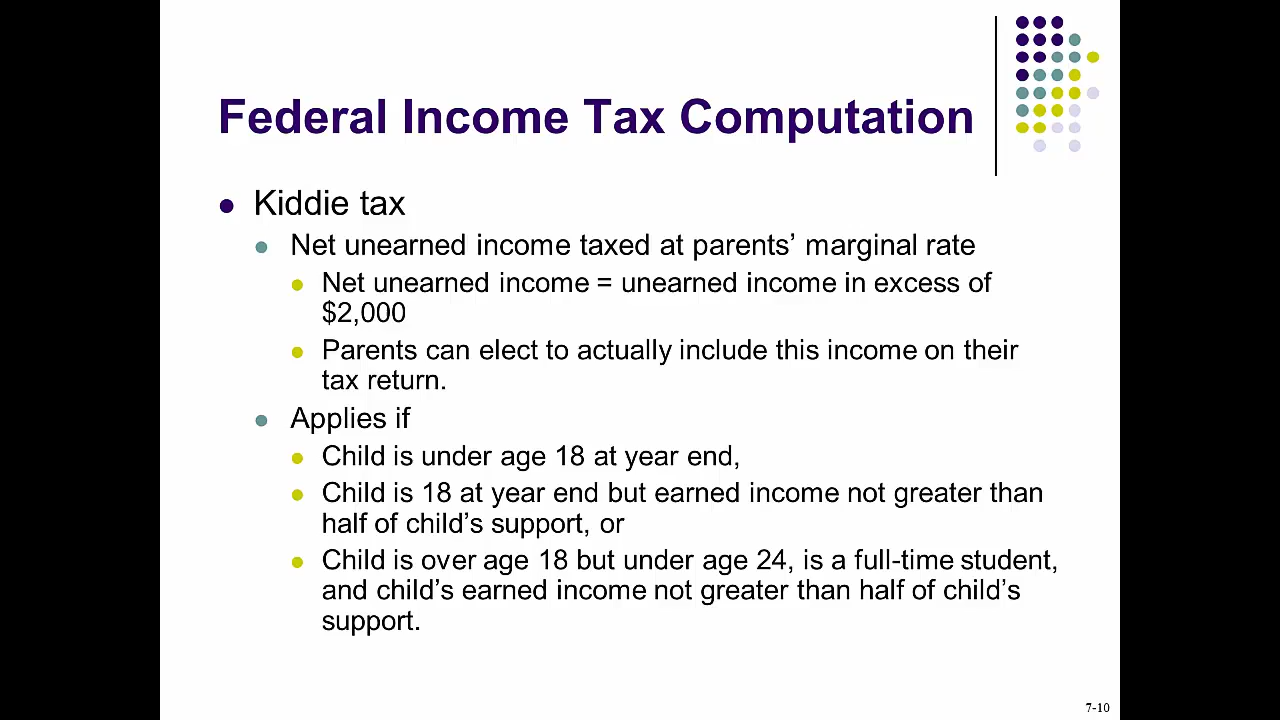 Federal Income Tax Computation
Kiddie tax
Net unearned income taxed at parents’ marginal rate
Net unearned income = unearned income in excess of
$2,000
Parents can elect to actually include this income on their
tax return.
Applies if
Child is under age 18 at year end,
Child is 18 at year end but earned income not greater than
half of child’s support, or
Child is over age 18 but under age 24, is a full-time student,
and child’s earned income not greater than half of child’s
support.
7-10